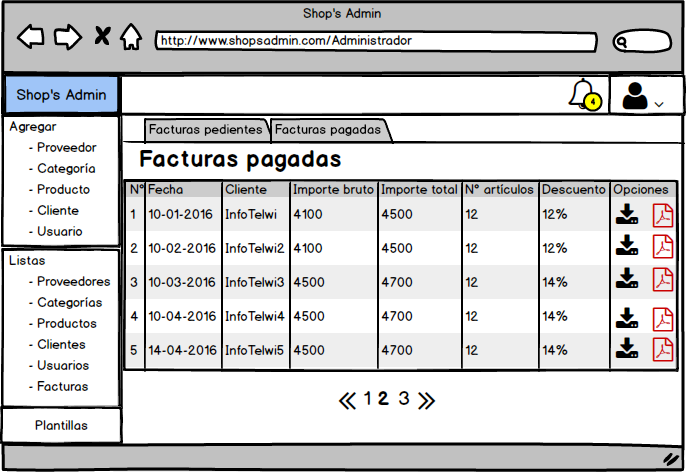 Shop's Admin
http://www.shopsadmin.com/Administrador
Shop's Admin
4
Agregar
- Proveedor
- Categoría
- Producto
- Cliente
- Usuario
Listas
- Proveedores
- Categorías
- Productos
- Clientes
- Usuarios
- Facturas
Plantillas
Facturas pedientes Facturas pagadas
Facturas pagadas
Nº Fecha Cliente Importe bruto Importe total Nº artículos Descuento Opciones
1 10-01-2016 InfoTelwi 4100 4500 12 12%
2 10-02-2016 InfoTelwi2 4100 4500 12 12%
3 10-03-2016 InfoTelwi3 4500 4700 12 14%
4 10-04-2016 InfoTelwi4 4500 4700 12 14%
5 14-04-2016 InfoTelwi5 4500 4700 12 14%
<< 1 2 3 >>